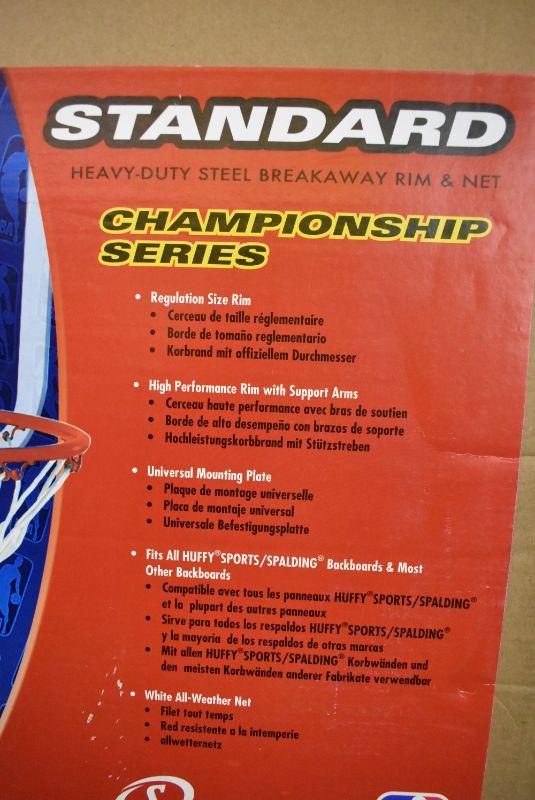 STANDARD
HEAVY-DUTY STEEL BREAKAWAY RIM & NET
CHAMPIONSHIP
SERIES
• Regulation Size Rim
• Cerceau de taille réglementaire
• Borde de tomaño reglementario
• Korbrand mit offiziellem Durchmesser
• High Performance Rim with Support Arms
• Cerceau haute performance avec bras de soutien
• Borde de alto desempeño con brazos de soporte
• Hochleistungskorbbrand mit Stützstreben
• Universal Mounting Plate
• Plaque de montage universelle
• Placa de montaje universal
• Universale Befestigungsplatte
• Fits All HUFFY®SPORTS/SPALDING® Backboards & Most
Other Backboards
• Compatible avec tous les panneaux HUFFY®SPORTS/SPALDING®
et la plupart des autres panneaux
• Sirve para todos los respaldos HUFFY®SPORTS/SPALDING®
y la mayoria de los respaldos de otras marcas
• Mit allen HUFFY®SPORTS/SPALDING® Korbwänden und
den meisten Korbwänden anderer Fabrikate verwendbar
• White All-Weather Net
• Filet tout temps
• Red resistente a la intemperie
• allwetternetz